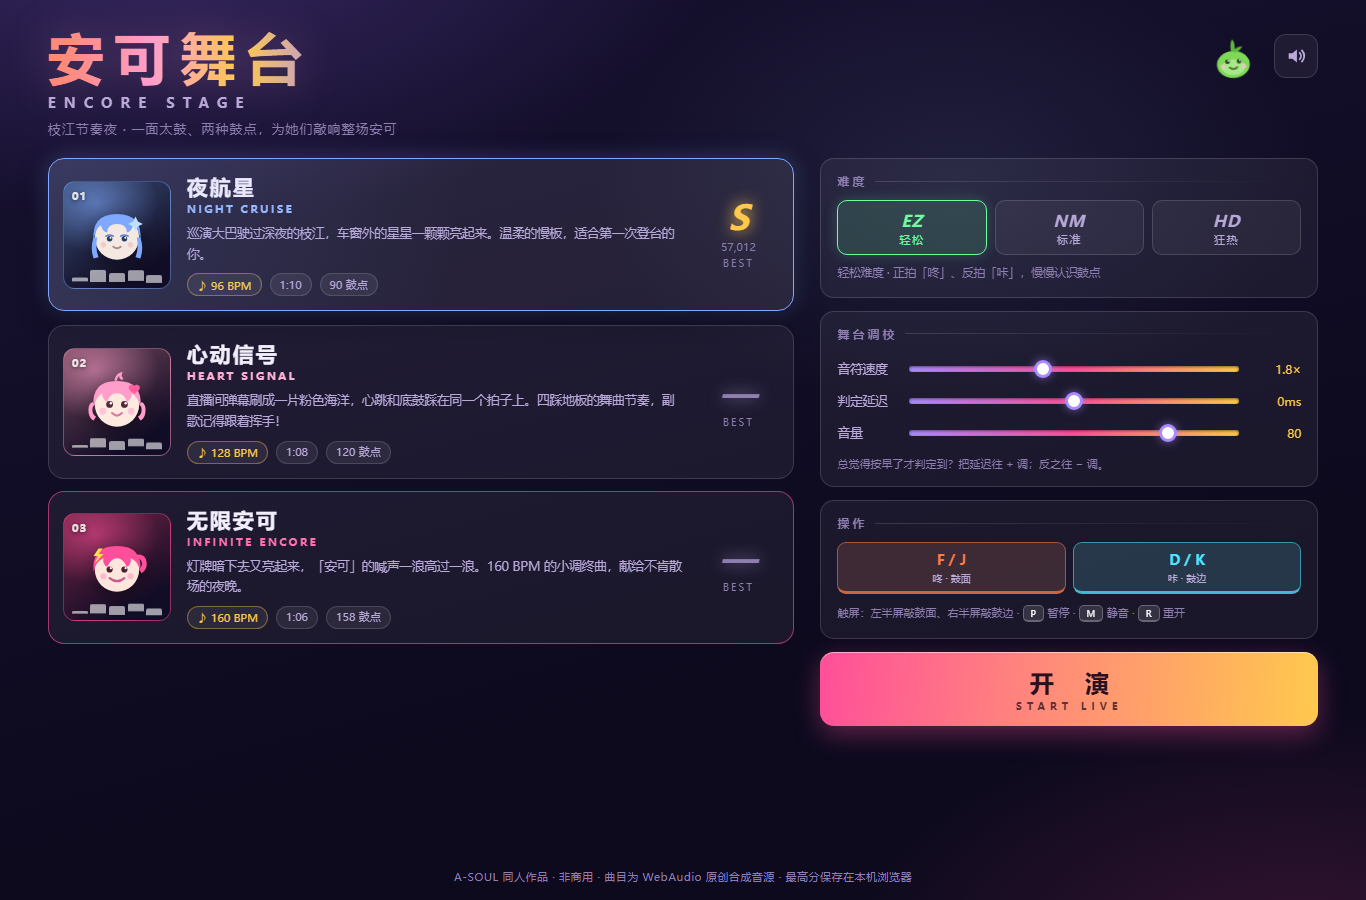 安可舞台
ENCORE STAGE
枝江节奏夜 · 一面太鼓、两种鼓点，为她们敲响整场安可
01
夜航星
NIGHT CRUISE
巡演大巴驶过深夜的枝江，车窗外的星星一颗颗亮起来。温柔的慢板，适合第一次登台的
你。
♪ 96 BPM
1:10
90 鼓点
S
57,012
BEST
02
心动信号
HEART SIGNAL
直播间弹幕刷成一片粉色海洋，心跳和底鼓踩在同一个拍子上。四踩地板的舞曲节奏，副
歌记得跟着挥手！
♪ 128 BPM
1:08
120 鼓点
—
BEST
03
无限安可
INFINITE ENCORE
灯牌暗下去又亮起来，「安可」的喊声一浪高过一浪。160 BPM 的小调终曲，献给不肯散
场的夜晚。
♪ 160 BPM
1:06
158 鼓点
—
BEST
难度
EZ
轻松
NM
标准
HD
狂热
轻松难度 · 正拍「咚」、反拍「咔」，慢慢认识鼓点
舞台调校
音符速度
1.8×
判定延迟
0ms
音量
80
总觉得按早了才判定到？把延迟往 + 调；反之往 − 调。
操作
F / J
咚 · 鼓面
D / K
咔 · 鼓边
触屏：左半屏敲鼓面、右半屏敲鼓边 · P 暂停 · M 静音 · R 重开
开 演
START LIVE
A-SOUL 同人作品 · 非商用 · 曲目为 WebAudio 原创合成音源 · 最高分保存在本机浏览器